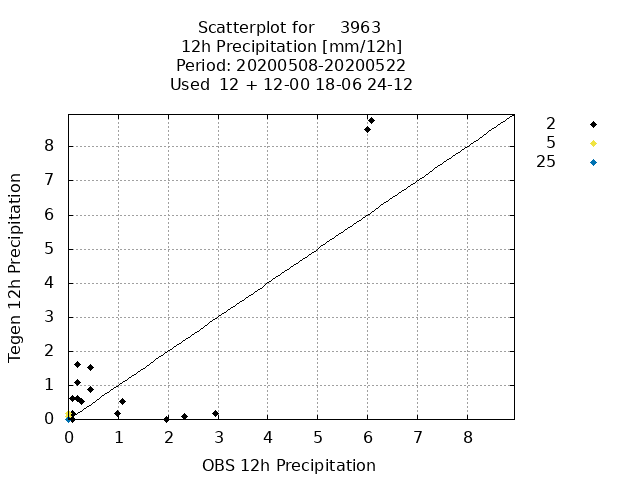 Scatterplot for 3963
12h Precipitation [mm/12h]
Period: 20200508-20200522
Used 12 + 12-00 18-06 24-12
2
5
25
8
7
6
5
4
3
2
1
0
Tegen 12h Precipitation
0 1 2 3 4 5 6 7 8
OBS 12h Precipitation